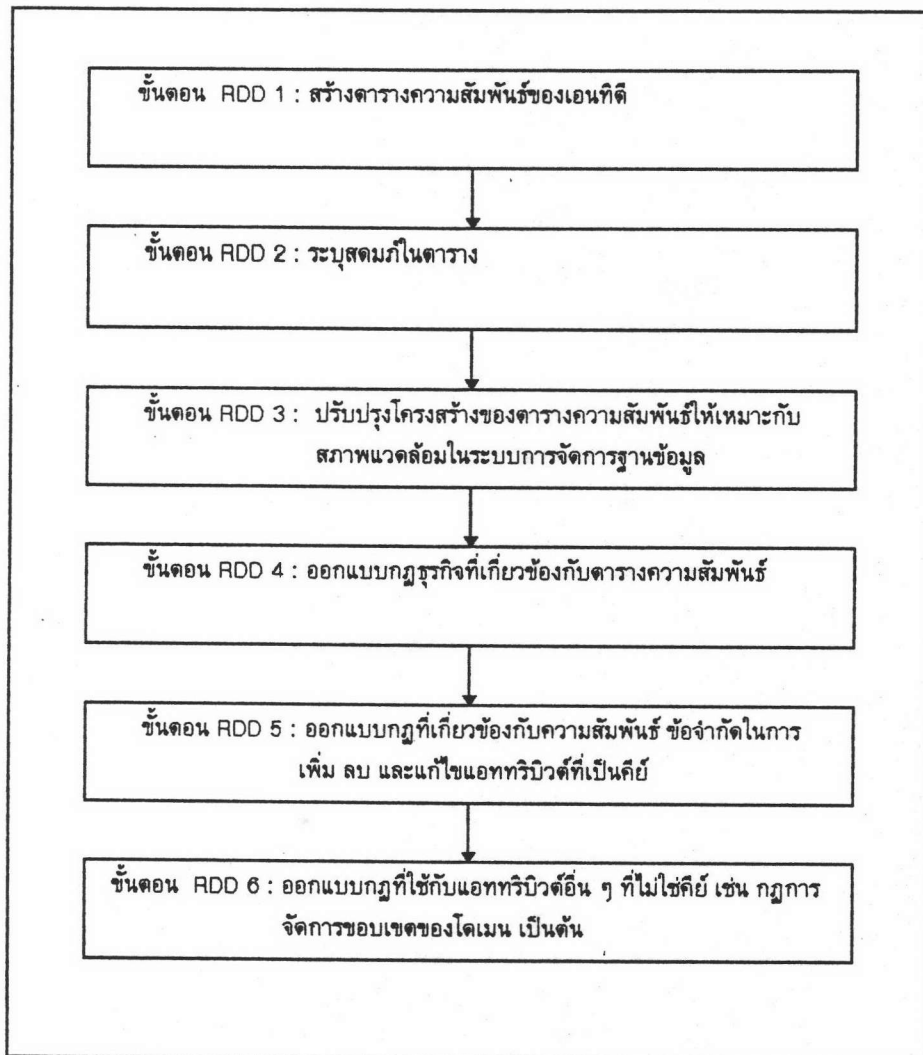 ขั้นตอน RDD 1 : สร้างตารางความสัมพันธ์ของเอนทิตี
ขั้นตอน RDD 2 : ระบุสดมภ์ในตาราง
ขั้นตอน RDD 3 : ปรับปรุงโครงสร้างของตารางความสัมพันธ์ให้เหมาะกับ
สภาพแวดล้อมในระบบการจัดการฐานข้อมูล
ขั้นตอน RDD 4 : ออกแบบกฎธุรกิจที่เกี่ยวข้องกับตารางความสัมพันธ์
ขั้นตอน RDD 5 : ออกแบบกฎที่เกี่ยวข้องกับความสัมพันธ์ ข้อจำกัดในการ
เพิ่ม ลบ และแก้ไขแอททริบิวต์ที่เป็นคีย์
ขั้นตอน RDD 6 : ออกแบบกฎที่ใช้กับแอททริบิวต์อื่น ๆ ที่ไม่ใช่คีย์ เช่น กฎการ
จัดการขอบเขตของโดเมน เป็นต้น